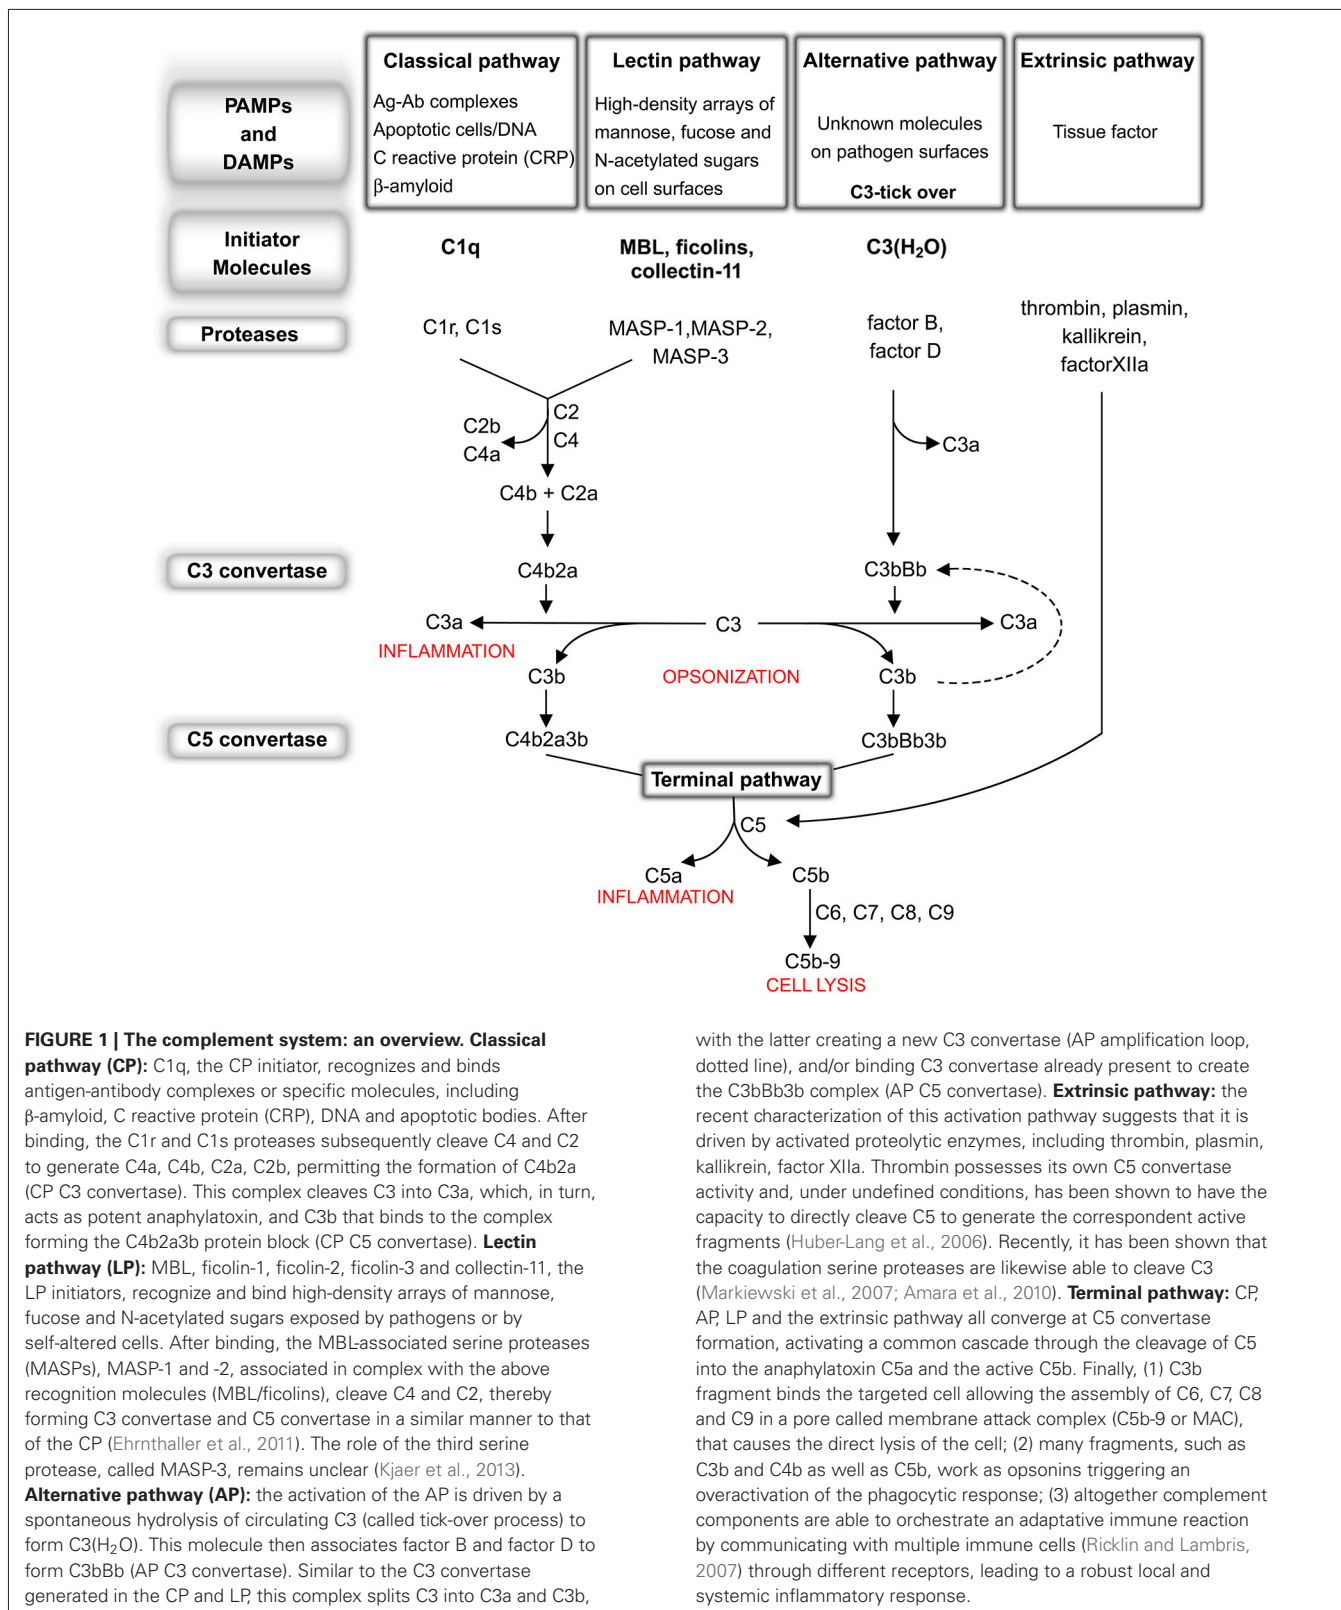 Classical pathway
Lectin pathway
Alternative pathway
Extrinsic pathway
PAMPs
and
DAMPs
Ag-Ab complexes
Apoptotic cells/DNA
C reactive protein (CRP)
β-amyloid
High-density arrays of
mannose, fucose and
N-acetylated sugars
on cell surfaces
Unknown molecules
on pathogen surfaces
C3-tick over
Tissue factor
Initiator
Molecules
C1q
MBL, ficolins,
collectin-11
C3(H₂O)
Proteases
C1r, C1s
MASP-1,MASP-2,
MASP-3
factor B,
factor D
thrombin, plasmin,
kallikrein,
factorXIIa
C2
C4
C2b
C4a
C3a
C4b + C2a
C3 convertase
C4b2a
C3bBb
C3a
C3
C3a
INFLAMMATION
OPSONIZATION
C3b
C3b
C5 convertase
C4b2a3b
C3bBb3b
Terminal pathway
C5
C5a
INFLAMMATION
C5b
C6, C7, C8, C9
C5b-9
CELL LYSIS
FIGURE 1 | The complement system: an overview. Classical
pathway (CP): C1q, the CP initiator, recognizes and binds
antigen-antibody complexes or specific molecules, including
β-amyloid, C reactive protein (CRP), DNA and apoptotic bodies. After
binding, the C1r and C1s proteases subsequently cleave C4 and C2
to generate C4a, C4b, C2a, C2b, permitting the formation of C4b2a
(CP C3 convertase). This complex cleaves C3 into C3a, which, in turn,
acts as potent anaphylatoxin, and C3b that binds to the complex
forming the C4b2a3b protein block (CP C5 convertase). Lectin
pathway (LP): MBL, ficolin-1, ficolin-2, ficolin-3 and collectin-11, the
LP initiators, recognize and bind high-density arrays of mannose,
fucose and N-acetylated sugars exposed by pathogens or by
self-altered cells. After binding, the MBL-associated serine proteases
(MASPs), MASP-1 and -2, associated in complex with the above
recognition molecules (MBL/ficolins), cleave C4 and C2, thereby
forming C3 convertase and C5 convertase in a similar manner to that
of the CP (Ehrnthaller et al., 2011). The role of the third serine
protease, called MASP-3, remains unclear (Kjaer et al., 2013).
Alternative pathway (AP): the activation of the AP is driven by a
spontaneous hydrolysis of circulating C3 (called tick-over process) to
form C3(H₂O). This molecule then associates factor B and factor D to
form C3bBb (AP C3 convertase). Similar to the C3 convertase
generated in the CP and LP, this complex splits C3 into C3a and C3b,
with the latter creating a new C3 convertase (AP amplification loop,
dotted line), and/or binding C3 convertase already present to create
the C3bBb3b complex (AP C5 convertase). Extrinsic pathway: the
recent characterization of this activation pathway suggests that it is
driven by activated proteolytic enzymes, including thrombin, plasmin,
kallikrein, factor XIIa. Thrombin possesses its own C5 convertase
activity and, under undefined conditions, has been shown to have the
capacity to directly cleave C5 to generate the correspondent active
fragments (Huber-Lang et al., 2006). Recently, it has been shown that
the coagulation serine proteases are likewise able to cleave C3
(Markiewski et al., 2007; Amara et al., 2010). Terminal pathway: CP,
AP, LP and the extrinsic pathway all converge at C5 convertase
formation, activating a common cascade through the cleavage of C5
into the anaphylatoxin C5a and the active C5b. Finally, (1) C3b
fragment binds the targeted cell allowing the assembly of C6, C7, C8
and C9 in a pore called membrane attack complex (C5b-9 or MAC),
that causes the direct lysis of the cell; (2) many fragments, such as
C3b and C4b as well as C5b, work as opsonins triggering an
overactivation of the phagocytic response; (3) altogether complement
components are able to orchestrate an adaptative immune reaction
by communicating with multiple immune cells (Ricklin and Lambris,
2007) through different receptors, leading to a robust local and
systemic inflammatory response.